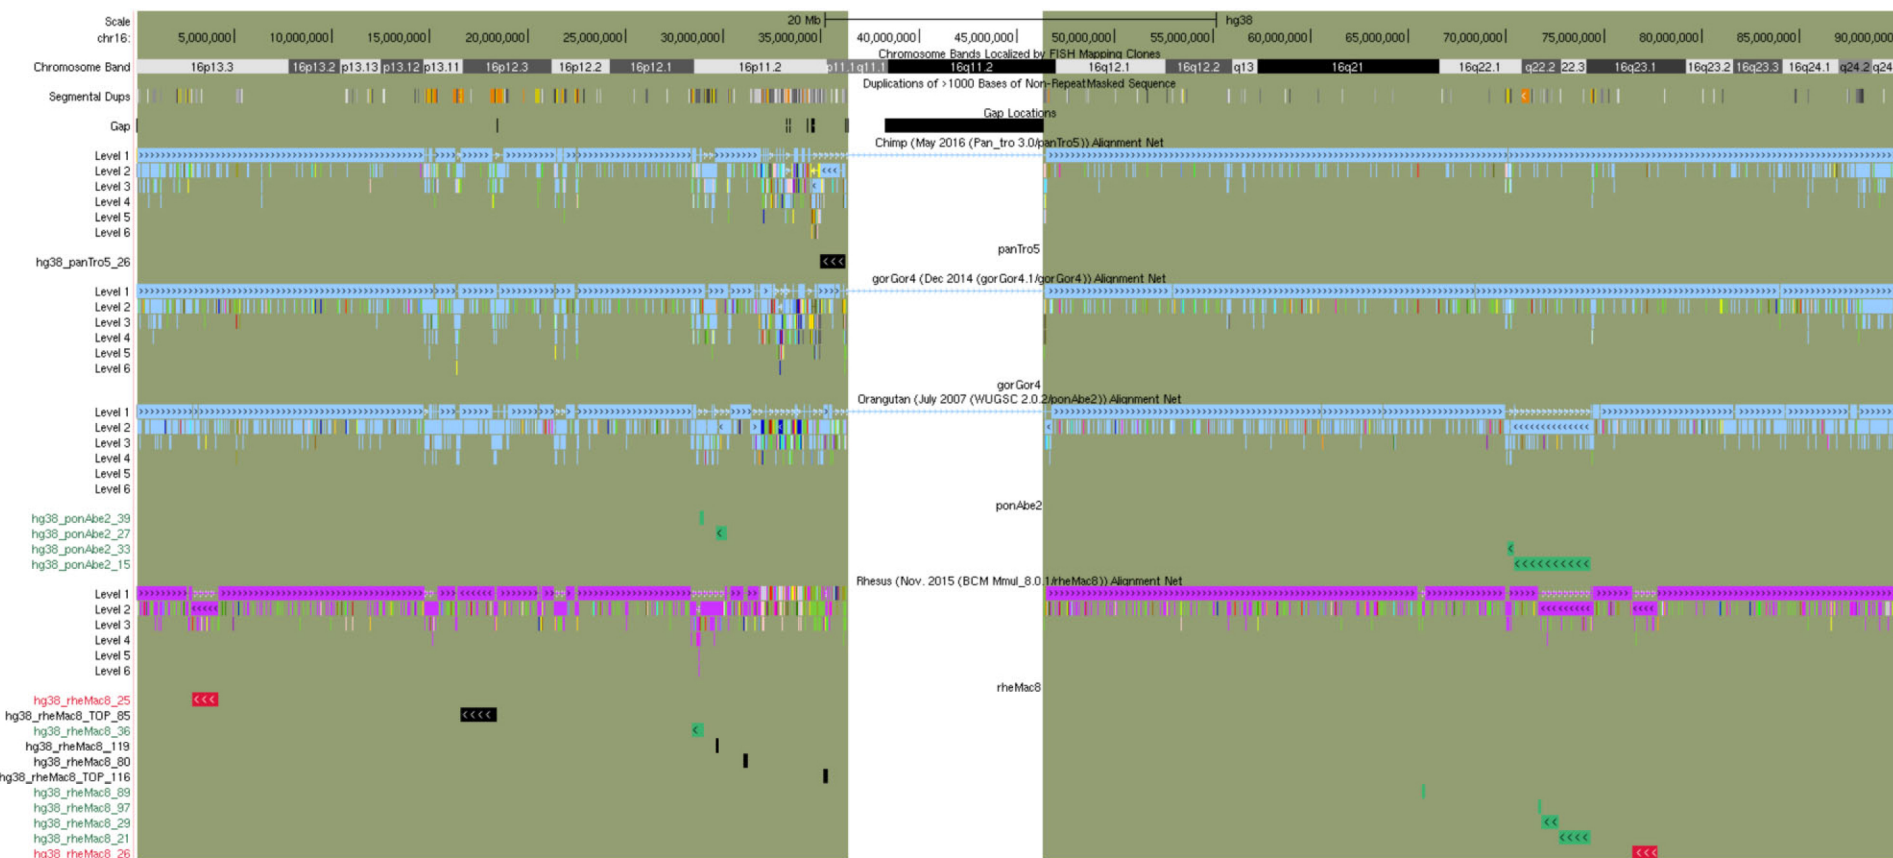 Scale 20 Mb hg38
chr16: 5,000,000 10,000,000 15,000,000 20,000,000 25,000,000 30,000,000 35,000,000 40,000,000 45,000,000 50,000,000 55,000,000 60,000,000 65,000,000 70,000,000 75,000,000 80,000,000 85,000,000 90,000,000
Chromosome Bands Localized by FISH Mapping Clones
Chromosome Band 16p13.3 16p13.2 p13.13 p13.12 p13.11 16p12.3 16p12.2 16p12.1 16p11.2 p11.1 q11.1 16q11.2 16q12.1 16q12.2 q13 16q21 16q22.1 q22.2 22.3 16q23.1 16q23.2 16q23.3 16q24.1 q24.2 q24
Duplications of >1000 Bases of Non-RepeatMasked Sequence
Segmental Dups
Gap Locations
Gap
Chimp (May 2016 (Pan_tro 3.0/panTro5)) Alignment Net
Level 1
Level 2
Level 3
Level 4
Level 5
Level 6
panTro5
hg38_panTro5_26
gorGor4 (Dec 2014 (gorGor4.1/gorGor4)) Alignment Net
Level 1
Level 2
Level 3
Level 4
Level 5
Level 6
gorGor4
Orangutan (July 2007 (WUGSC 2.0.2/ponAbe2)) Alignment Net
Level 1
Level 2
Level 3
Level 4
Level 5
Level 6
ponAbe2
hg38_ponAbe2_39
hg38_ponAbe2_27
hg38_ponAbe2_33
hg38_ponAbe2_15
Rhesus (Nov. 2015 (BCM Mmul_8.0.1/rheMac8)) Alignment Net
Level 1
Level 2
Level 3
Level 4
Level 5
Level 6
rheMac8
hg38_rheMac8_25
hg38_rheMac8_TOP_85
hg38_rheMac8_36
hg38_rheMac8_119
hg38_rheMac8_80
hg38_rheMac8_TOP_116
hg38_rheMac8_89
hg38_rheMac8_97
hg38_rheMac8_29
hg38_rheMac8_21
hg38_rheMac8_26